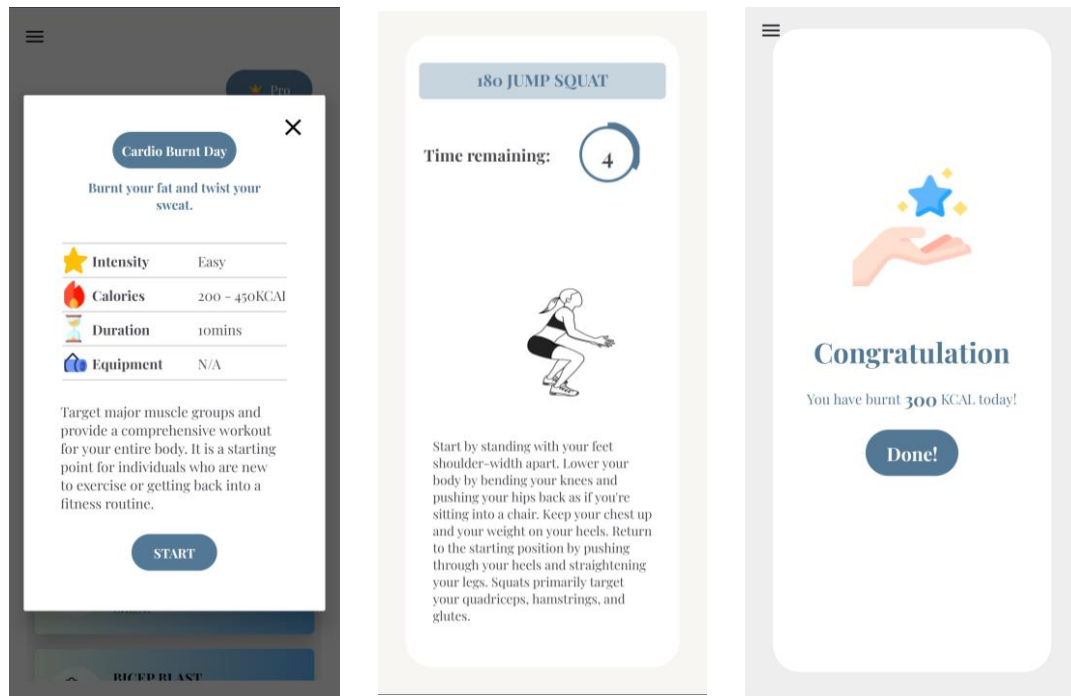 Pro
Cardio Burnt Day
Burnt your fat and twist your
sweat.
Intensity Easy
Calories 200 - 450KCAl
Duration 10mins
Equipment N/A
Target major muscle groups and
provide a comprehensive workout
for your entire body. It is a starting
point for individuals who are new
to exercise or getting back into a
fitness routine.
START
BICEP BLAST
180 JUMP SQUAT
Time remaining: 4
Start by standing with your feet
shoulder-width apart. Lower your
body by bending your knees and
pushing your hips back as if you're
sitting into a chair. Keep your chest up
and your weight on your heels. Return
to the starting position by pushing
through your heels and straightening
your legs. Squats primarily target
your quadriceps, hamstrings, and
glutes.
Congratulation
You have burnt 300 KCAL today!
Done!